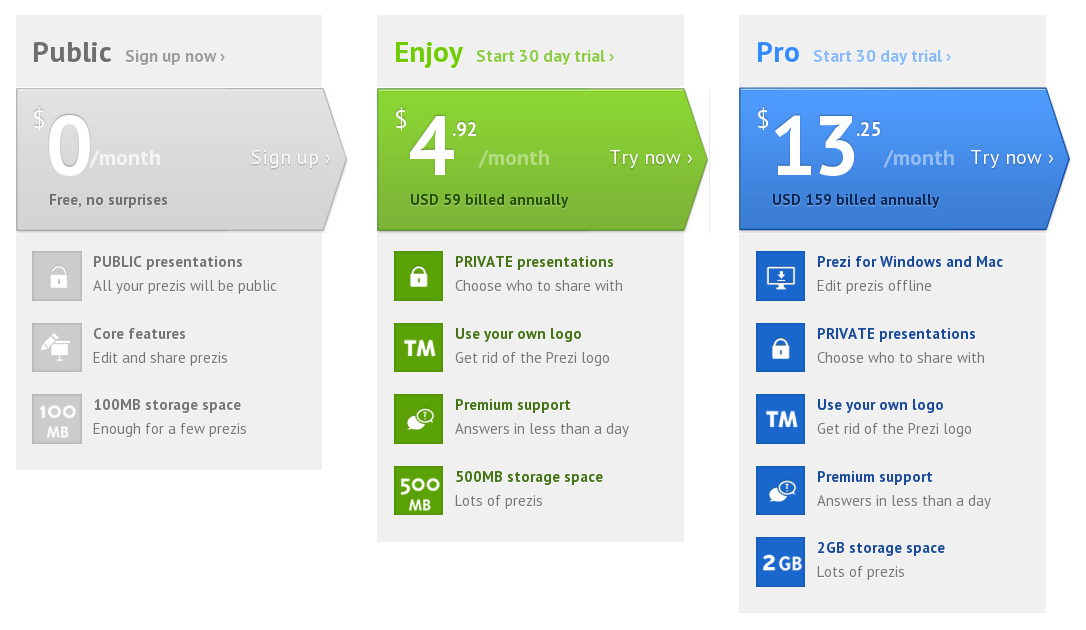 Public Sign up now ›
$0/month Sign up ›
Free, no surprises
PUBLIC presentations
All your prezis will be public
Core features
Edit and share prezis
100 MB
100MB storage space
Enough for a few prezis
Enjoy Start 30 day trial ›
$4.92 /month Try now ›
USD 59 billed annually
PRIVATE presentations
Choose who to share with
TM
Use your own logo
Get rid of the Prezi logo
?
Premium support
Answers in less than a day
500 MB
500MB storage space
Lots of prezis
Pro Start 30 day trial ›
$13.25 /month Try now ›
USD 159 billed annually
Prezi for Windows and Mac
Edit prezis offline
PRIVATE presentations
Choose who to share with
TM
Use your own logo
Get rid of the Prezi logo
?
Premium support
Answers in less than a day
2GB
2GB storage space
Lots of prezis